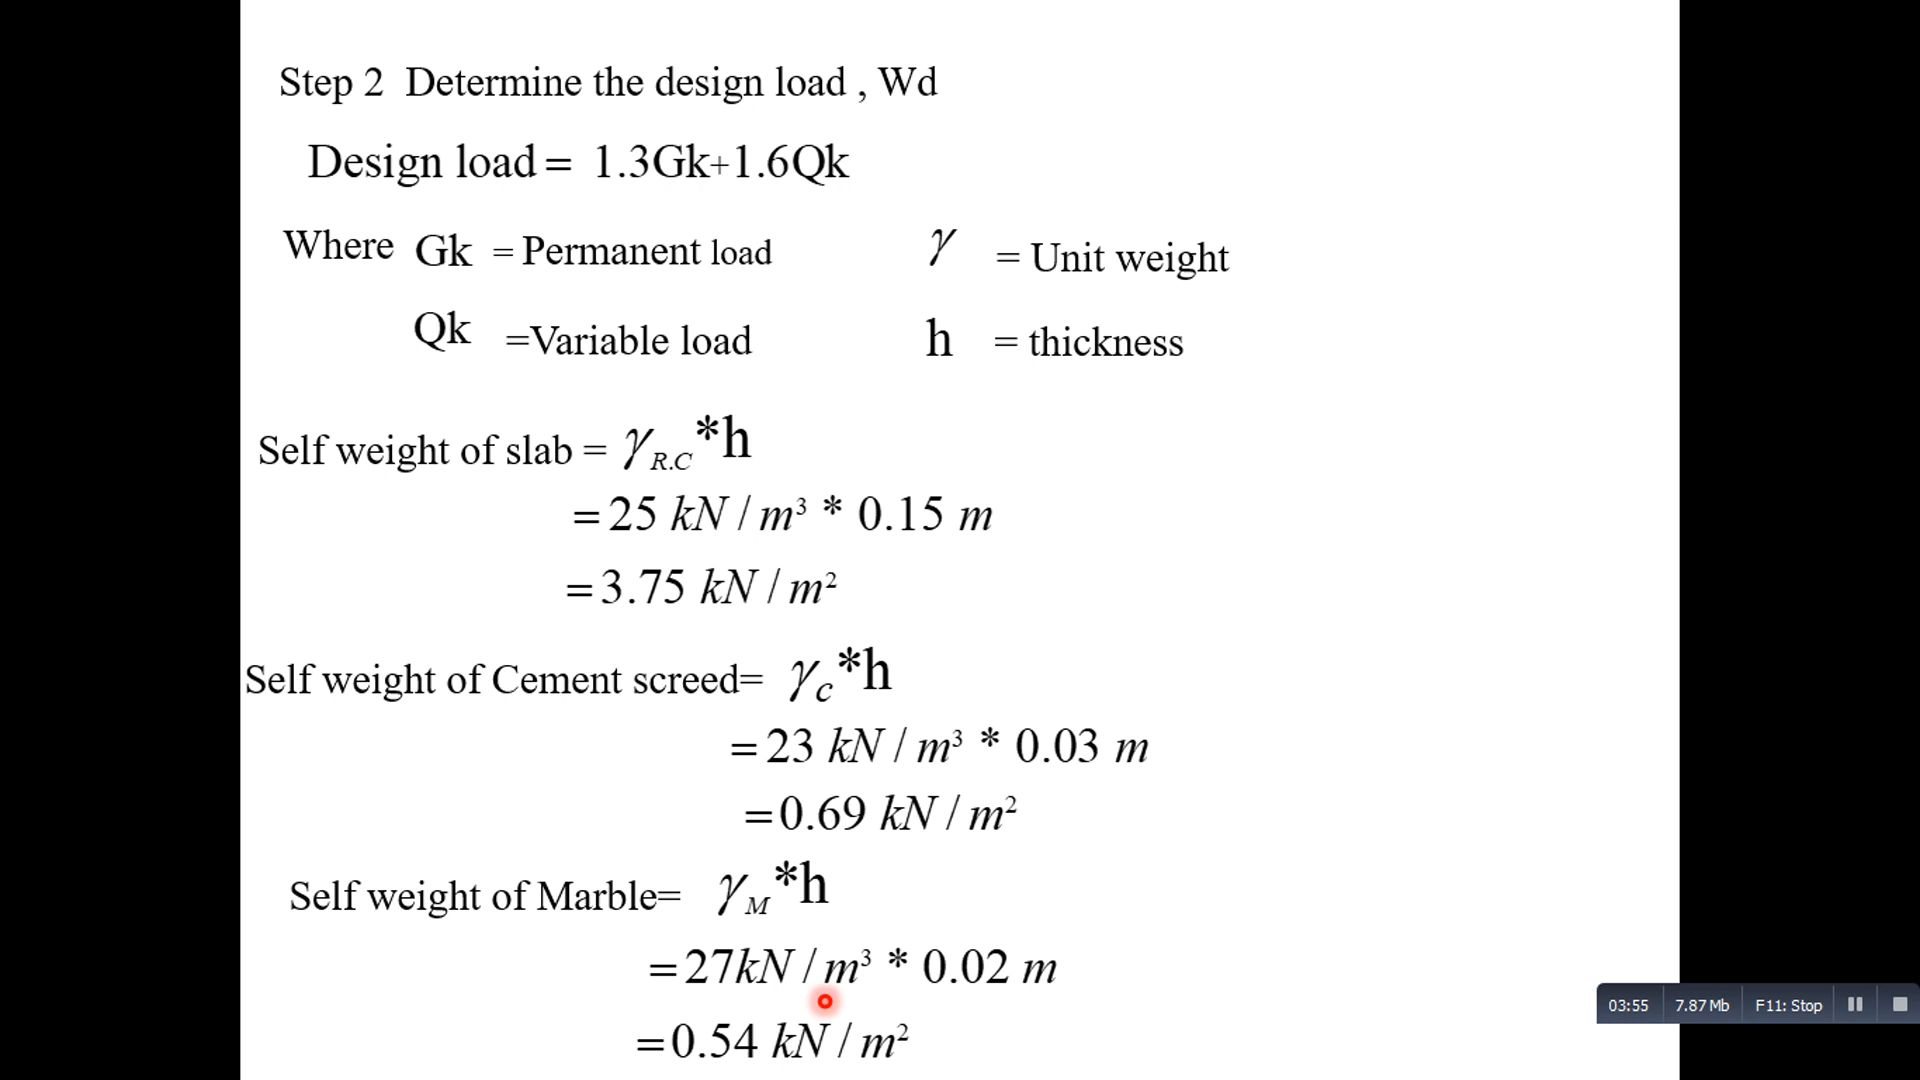 Step 2 Determine the design load , Wd
Design load = 1.3Gk+1.6Qk
Where Gk = Permanent load γ = Unit weight
Qk =Variable load h = thickness
Self weight of slab = γ_R.C *h
=25 kN / m³ * 0.15 m
=3.75 kN / m²
Self weight of Cement screed= γ_C *h
=23 kN / m³ * 0.03 m
=0.69 kN / m²
Self weight of Marble= γ_M *h
=27kN / m³ * 0.02 m
=0.54 kN / m²
03:55 7.87 Mb F11: Stop